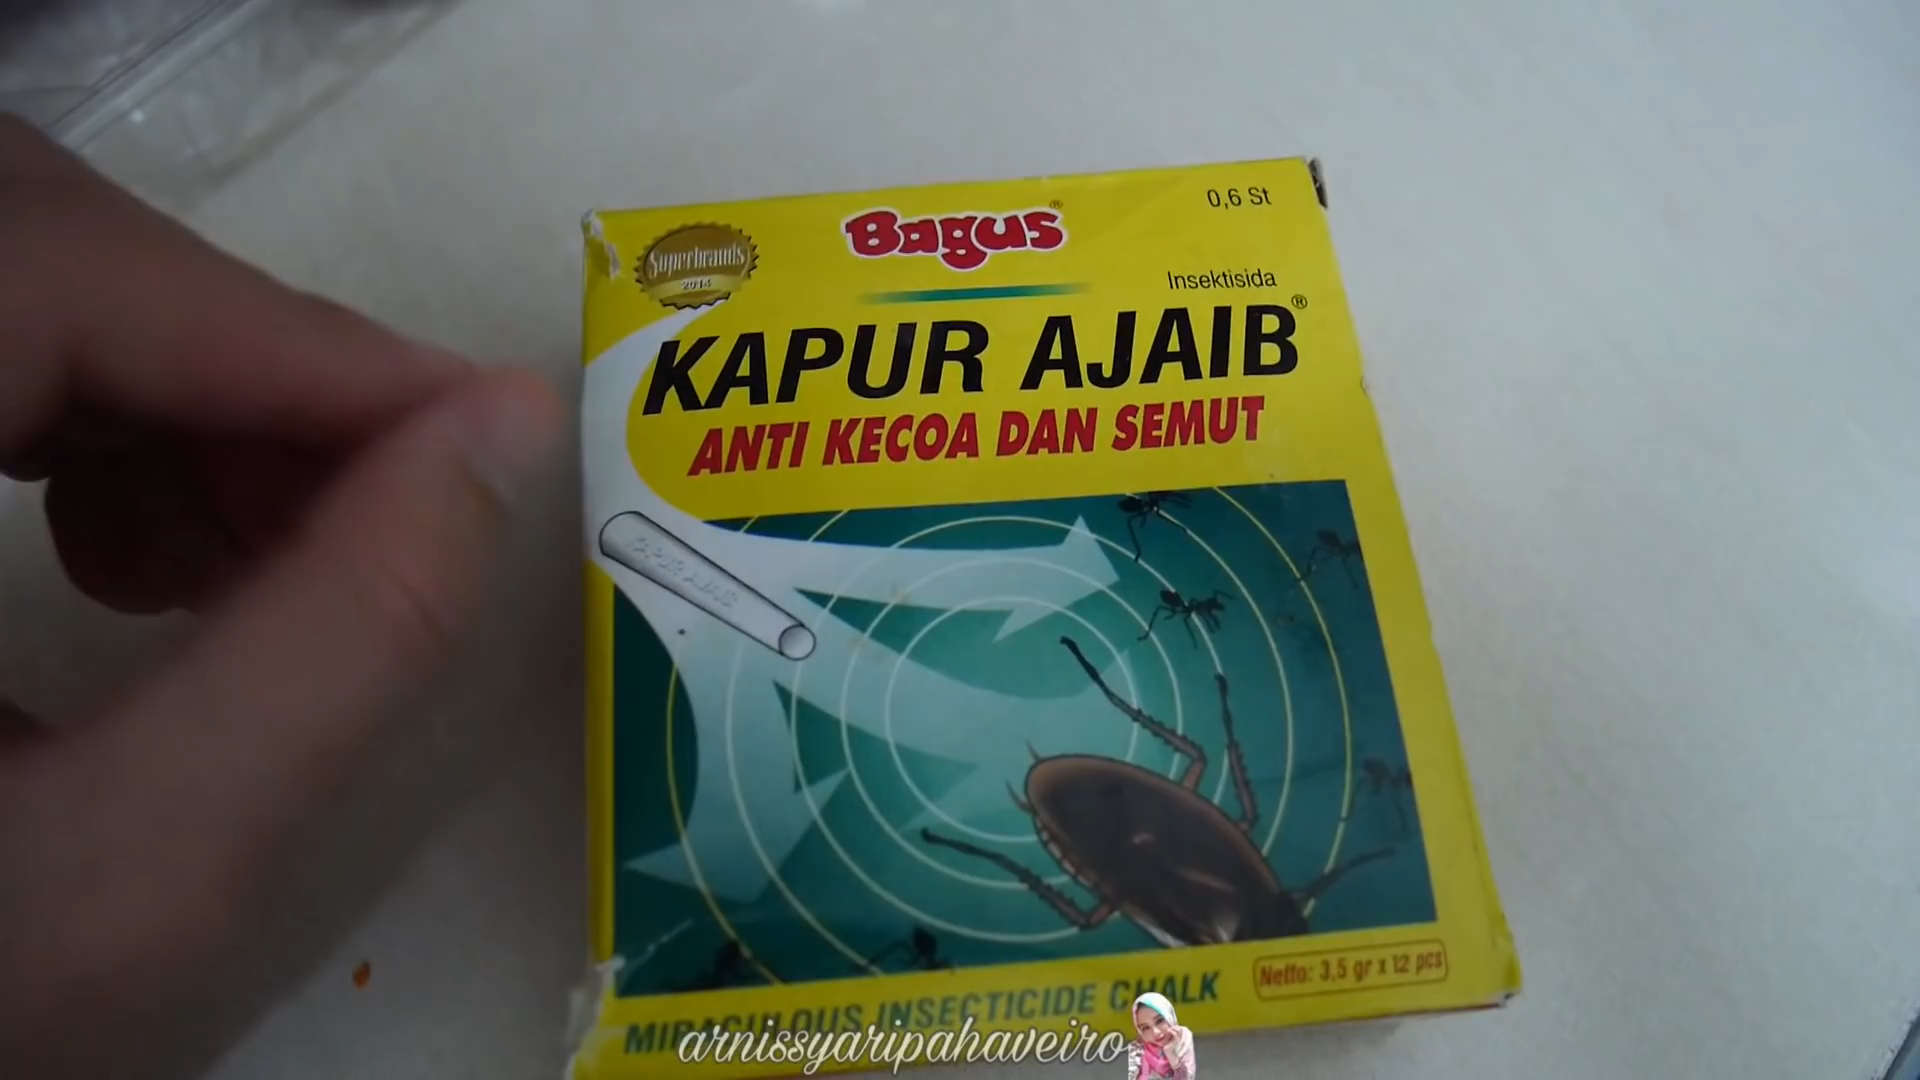 0,6 St
Bagus®
Superbrands
2014
Insektisida
KAPUR AJAIB®
ANTI KECOA DAN SEMUT
KAPUR AJAIB
Netto: 3,5 gr x 12 pcs
MIRACULOUS INSECTICIDE CHALK
arnissyaripahaveiro